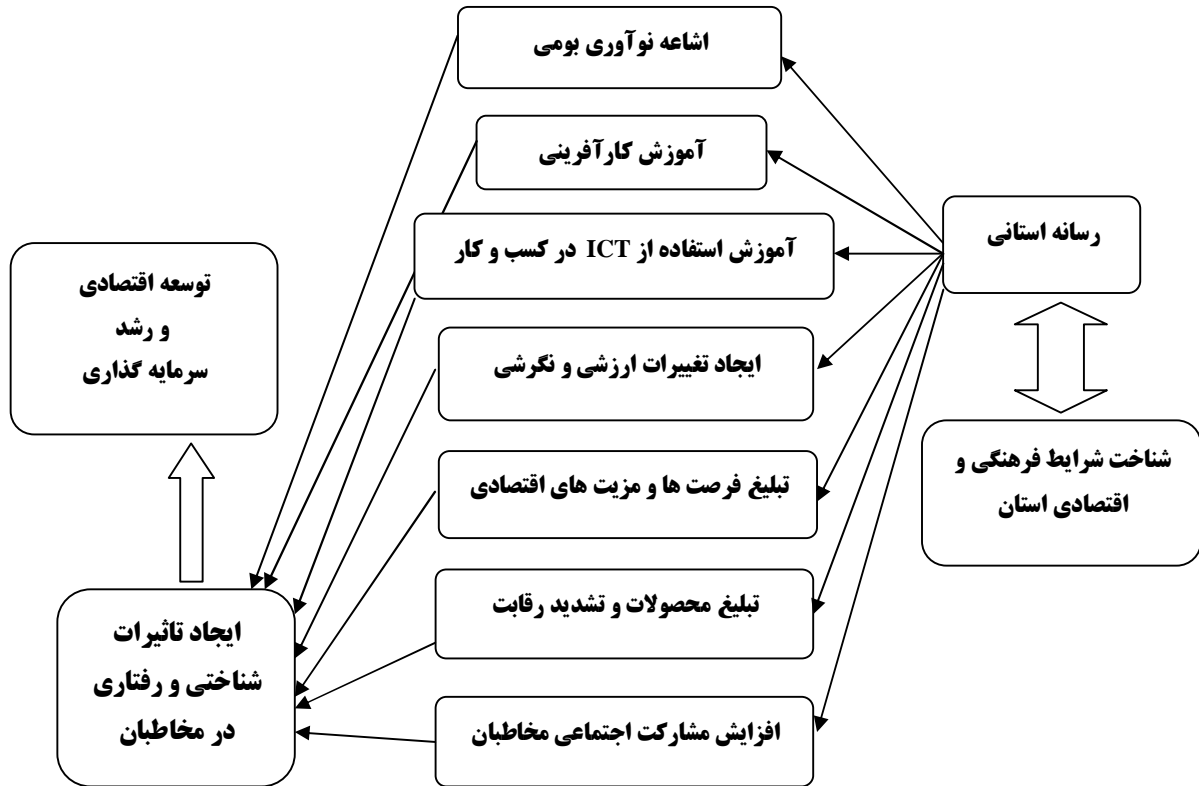 اشاعه نوآوری بومی
آموزش کارآفرینی
رسانه استانی
آموزش استفاده از ICT در کسب و کار
توسعه اقتصادی
و رشد
سرمایه گذاری
ایجاد تغییرات ارزشی و نگرشی
شناخت شرایط فرهنگی و
اقتصادی استان
تبلیغ فرصت ها و مزیت های اقتصادی
تبلیغ محصولات و تشدید رقابت
ایجاد تاثیرات
شناختی و رفتاری
در مخاطبان
افزایش مشارکت اجتماعی مخاطبان